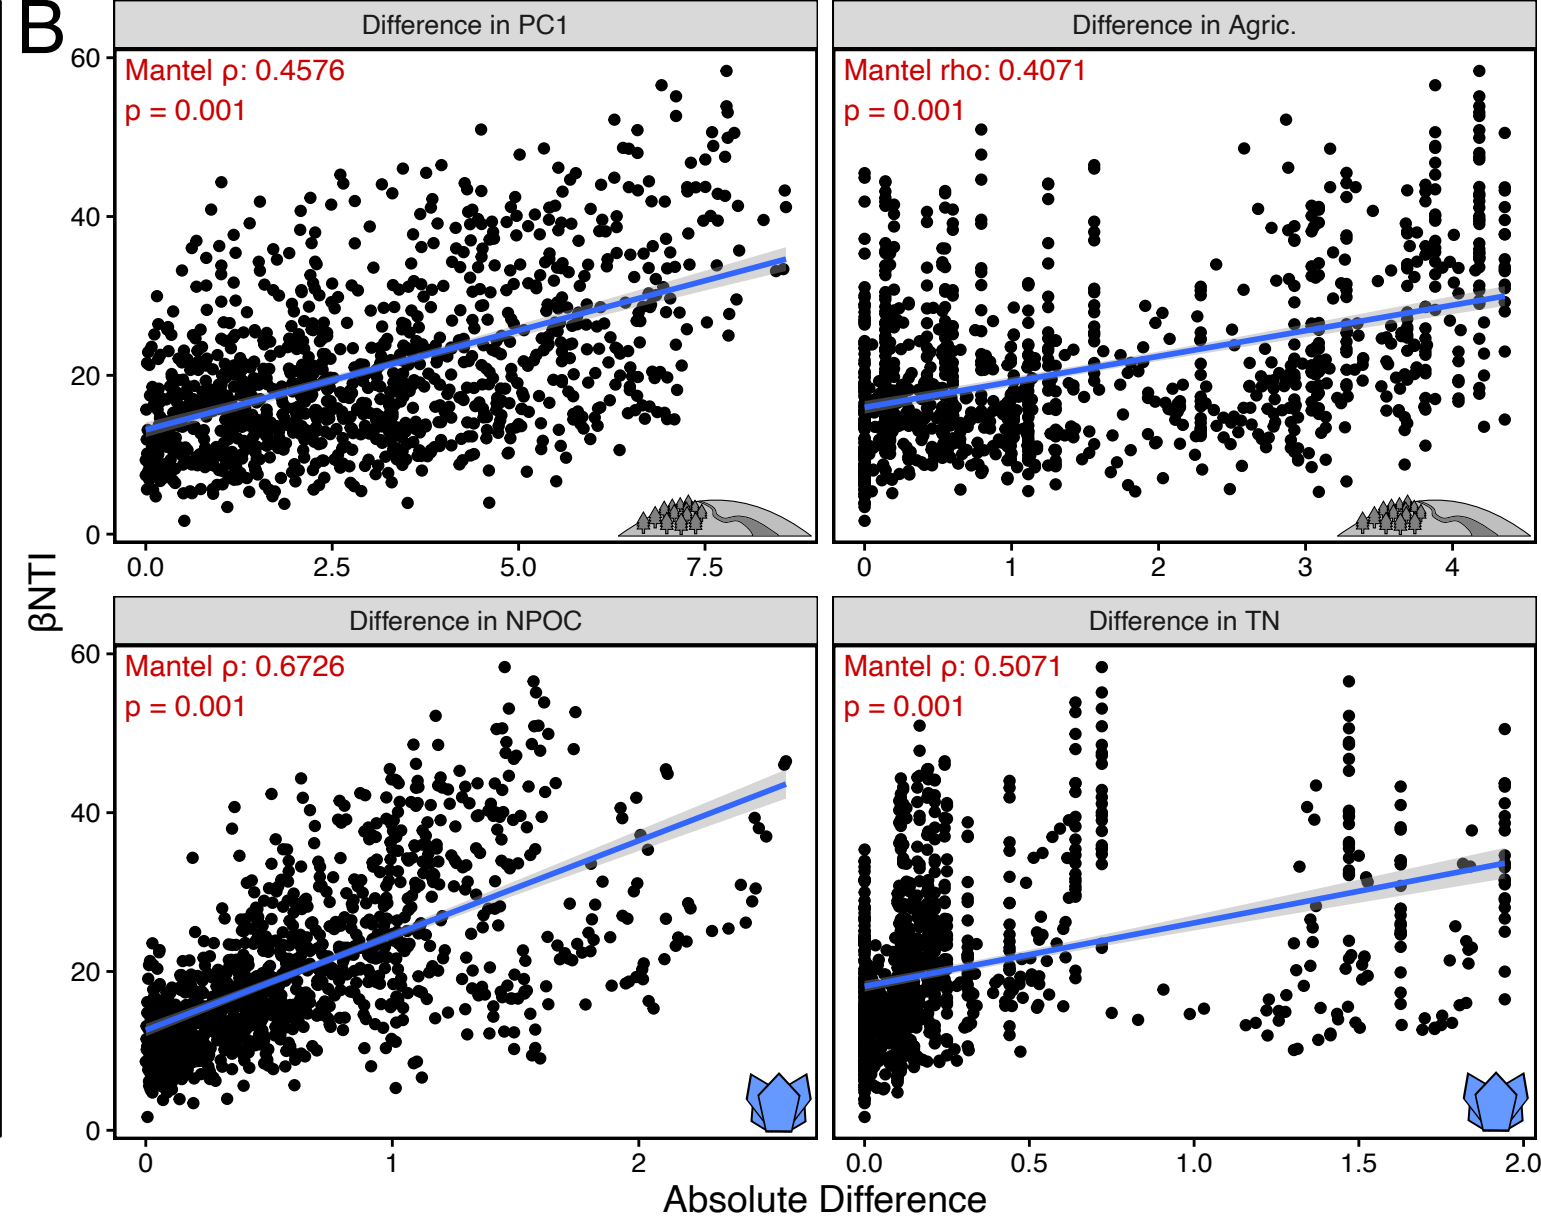 B
Difference in PC1
Difference in Agric.
Mantel ρ: 0.4576
p = 0.001
Mantel rho: 0.4071
p = 0.001
60
40
20
0
0.0 2.5 5.0 7.5
0 1 2 3 4
βNTI
Difference in NPOC
Difference in TN
Mantel ρ: 0.6726
p = 0.001
Mantel ρ: 0.5071
p = 0.001
60
40
20
0
0 1 2
0.0 0.5 1.0 1.5 2.0
Absolute Difference